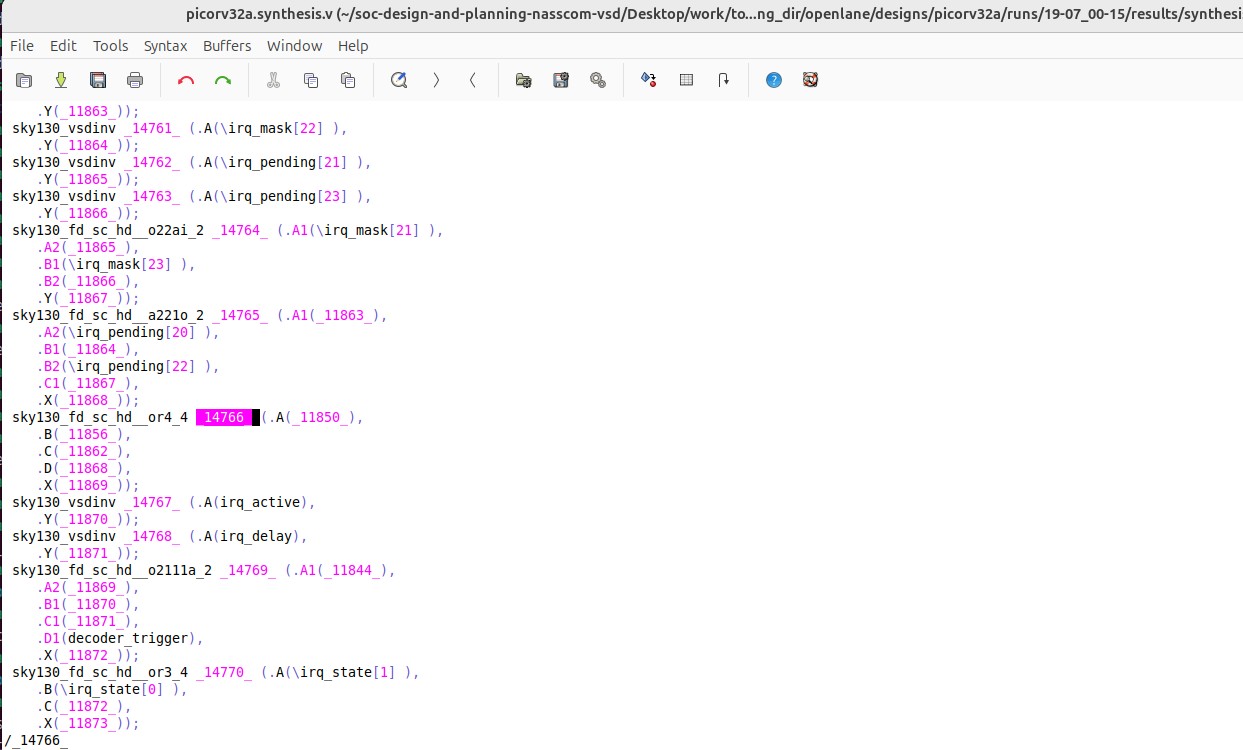 picorv32a.synthesis.v (~/soc-design-and-planning-nasscom-vsd/Desktop/work/to...ng_dir/openlane/designs/picorv32a/runs/19-07_00-15/results/synthesi
File Edit Tools Syntax Buffers Window Help
.Y(_11863_));
sky130_vsdinv _14761_ (.A(\irq_mask[22] ),
.Y(_11864_));
sky130_vsdinv _14762_ (.A(\irq_pending[21] ),
.Y(_11865_));
sky130_vsdinv _14763_ (.A(\irq_pending[23] ),
.Y(_11866_));
sky130_fd_sc_hd__o22ai_2 _14764_ (.A1(\irq_mask[21] ),
.A2(_11865_),
.B1(\irq_mask[23] ),
.B2(_11866_),
.Y(_11867_));
sky130_fd_sc_hd__a221o_2 _14765_ (.A1(_11863_),
.A2(\irq_pending[20] ),
.B1(_11864_),
.B2(\irq_pending[22] ),
.C1(_11867_),
.X(_11868_));
sky130_fd_sc_hd__or4_4 _14766_ (.A(_11850_),
.B(_11856_),
.C(_11862_),
.D(_11868_),
.X(_11869_));
sky130_vsdinv _14767_ (.A(irq_active),
.Y(_11870_));
sky130_vsdinv _14768_ (.A(irq_delay),
.Y(_11871_));
sky130_fd_sc_hd__o2111a_2 _14769_ (.A1(_11844_),
.A2(_11869_),
.B1(_11870_),
.C1(_11871_),
.D1(decoder_trigger),
.X(_11872_));
sky130_fd_sc_hd__or3_4 _14770_ (.A(\irq_state[1] ),
.B(\irq_state[0] ),
.C(_11872_),
.X(_11873_));
/_14766_